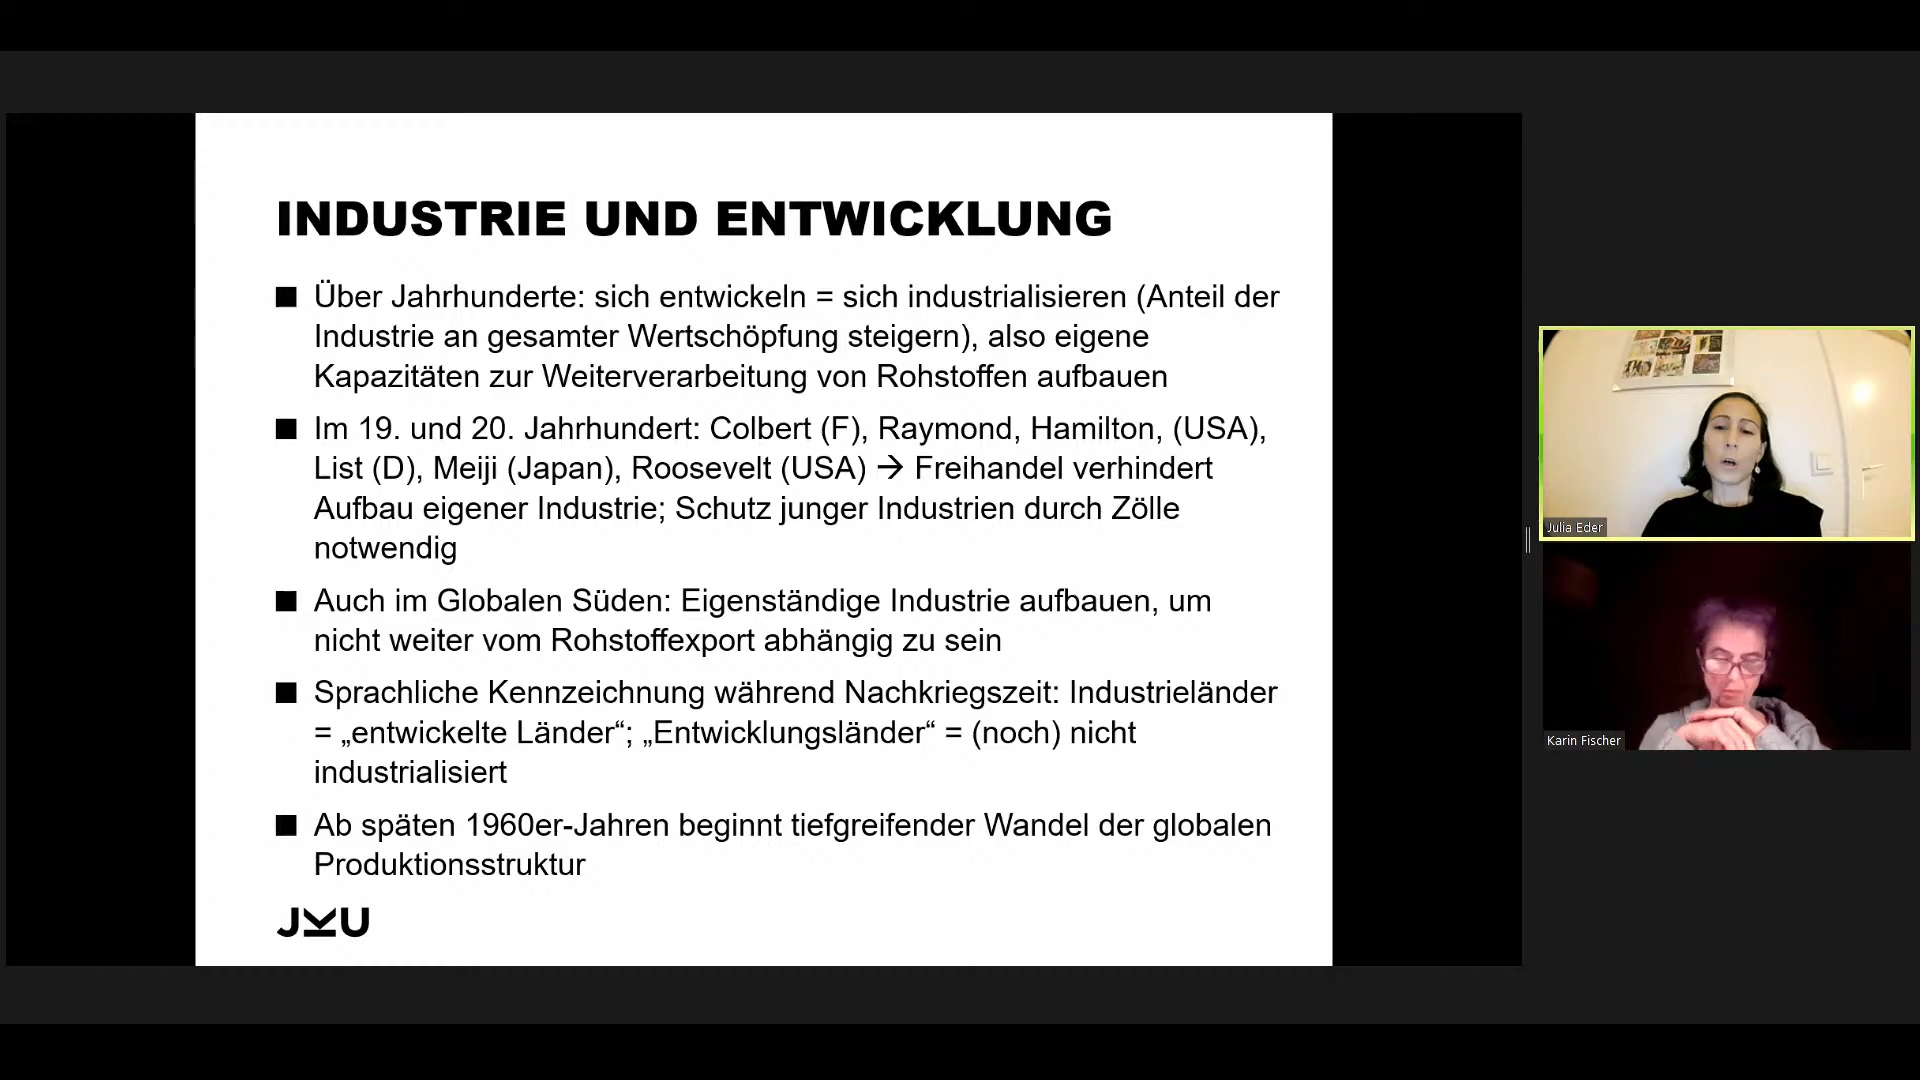 INDUSTRIE UND ENTWICKLUNG
Über Jahrhunderte: sich entwickeln = sich industrialisieren (Anteil der
Industrie an gesamter Wertschöpfung steigern), also eigene
Kapazitäten zur Weiterverarbeitung von Rohstoffen aufbauen
Im 19. und 20. Jahrhundert: Colbert (F), Raymond, Hamilton, (USA),
List (D), Meiji (Japan), Roosevelt (USA) → Freihandel verhindert
Aufbau eigener Industrie; Schutz junger Industrien durch Zölle
notwendig
Auch im Globalen Süden: Eigenständige Industrie aufbauen, um
nicht weiter vom Rohstoffexport abhängig zu sein
Sprachliche Kennzeichnung während Nachkriegszeit: Industrieländer
= „entwickelte Länder“; „Entwicklungsländer“ = (noch) nicht
industrialisiert
Ab späten 1960er-Jahren beginnt tiefgreifender Wandel der globalen
Produktionsstruktur
JKU
Julia Eder
Karin Fischer